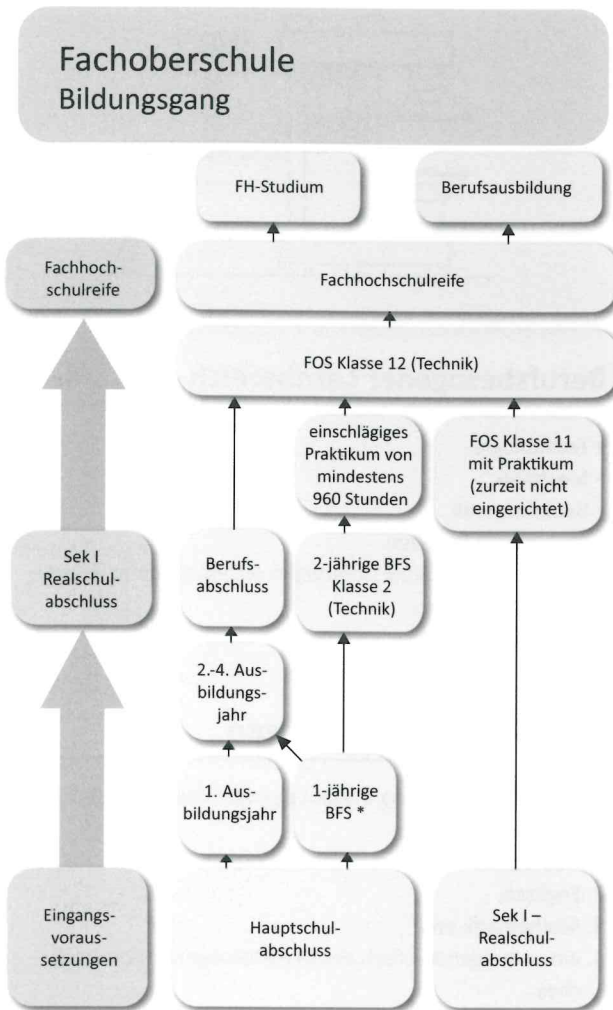 Fachoberschule
Bildungsgang
FH-Studium
Berufsausbildung
Fachhoch-
schulreife
Fachhochschulreife
FOS Klasse 12 (Technik)
einschlägiges
Praktikum von
mindestens
960 Stunden
FOS Klasse 11
mit Praktikum
(zurzeit nicht
eingerichtet)
Sek I
Realschul-
abschluss
Berufs-
abschluss
2-jährige BFS
Klasse 2
(Technik)
2.-4. Aus-
bildungs-
jahr
1. Aus-
bildungsjahr
1-jährige
BFS *
Eingangs-
voraus-
setzungen
Hauptschul-
abschluss
Sek I –
Realschul-
abschluss